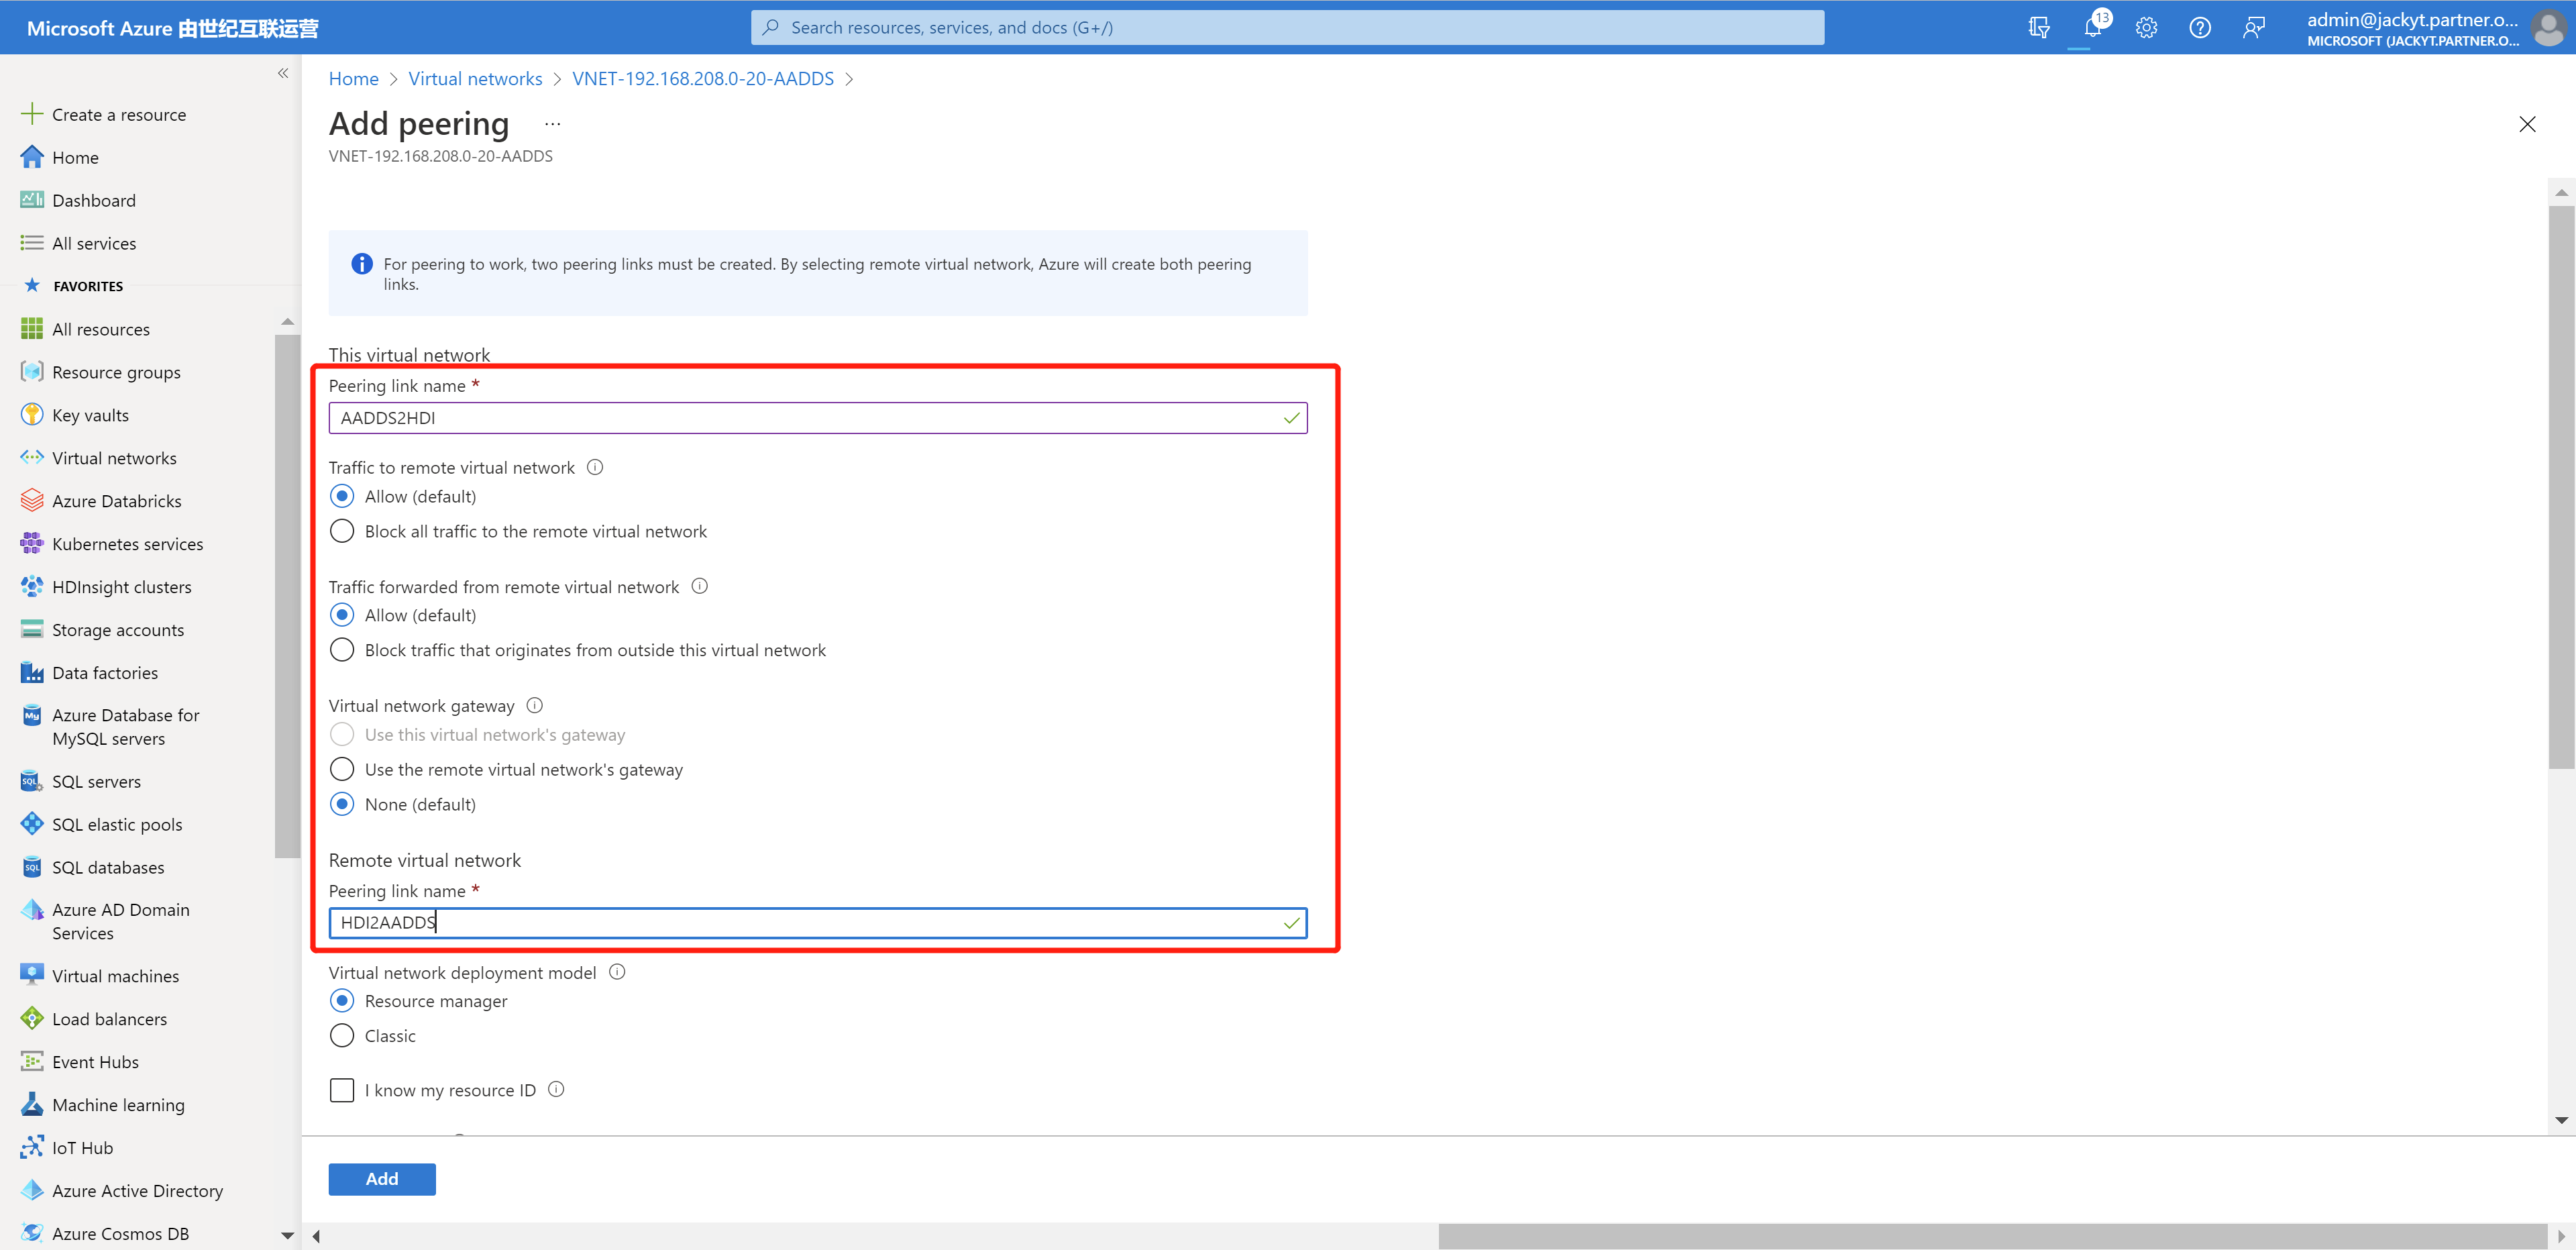 Microsoft Azure 由世纪互联运营
Search resources, services, and docs (G+/)
13
admin@jackyt.partner.o...
MICROSOFT (JACKYT.PARTNER.O...
Create a resource
Home
Dashboard
All services
FAVORITES
All resources
Resource groups
Key vaults
Virtual networks
Azure Databricks
Kubernetes services
HDInsight clusters
Storage accounts
Data factories
Azure Database for
MySQL servers
SQL servers
SQL elastic pools
SQL databases
Azure AD Domain
Services
Virtual machines
Load balancers
Event Hubs
Machine learning
IoT Hub
Azure Active Directory
Azure Cosmos DB
Home > Virtual networks > VNET-192.168.208.0-20-AADDS >
Add peering ...
VNET-192.168.208.0-20-AADDS
For peering to work, two peering links must be created. By selecting remote virtual network, Azure will create both peering
links.
This virtual network
Peering link name *
AADDS2HDI
Traffic to remote virtual network
Allow (default)
Block all traffic to the remote virtual network
Traffic forwarded from remote virtual network
Allow (default)
Block traffic that originates from outside this virtual network
Virtual network gateway
Use this virtual network's gateway
Use the remote virtual network's gateway
None (default)
Remote virtual network
Peering link name *
HDI2AADDS
Virtual network deployment model
Resource manager
Classic
I know my resource ID
Add